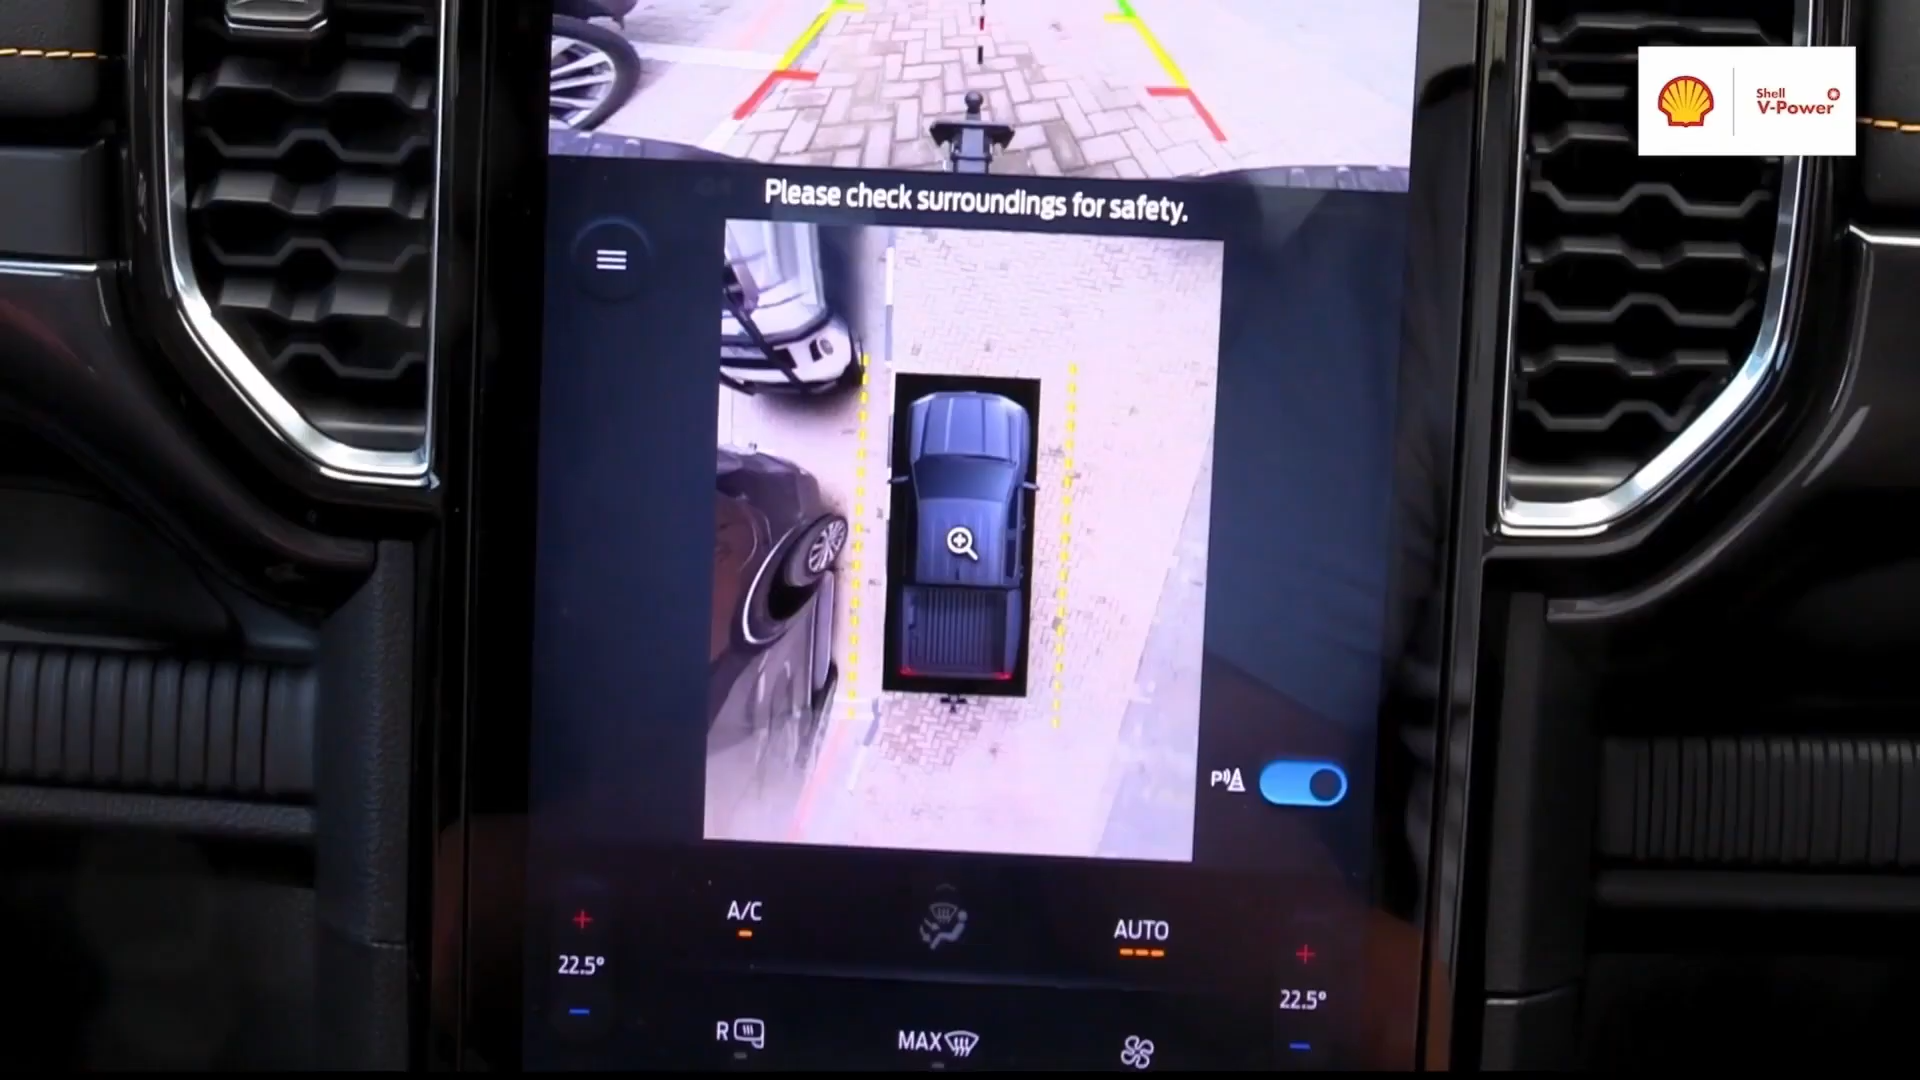 Shell
V-Power
Please check surroundings for safety.
P
A/C
AUTO
22.5°
22.5°
R
MAX